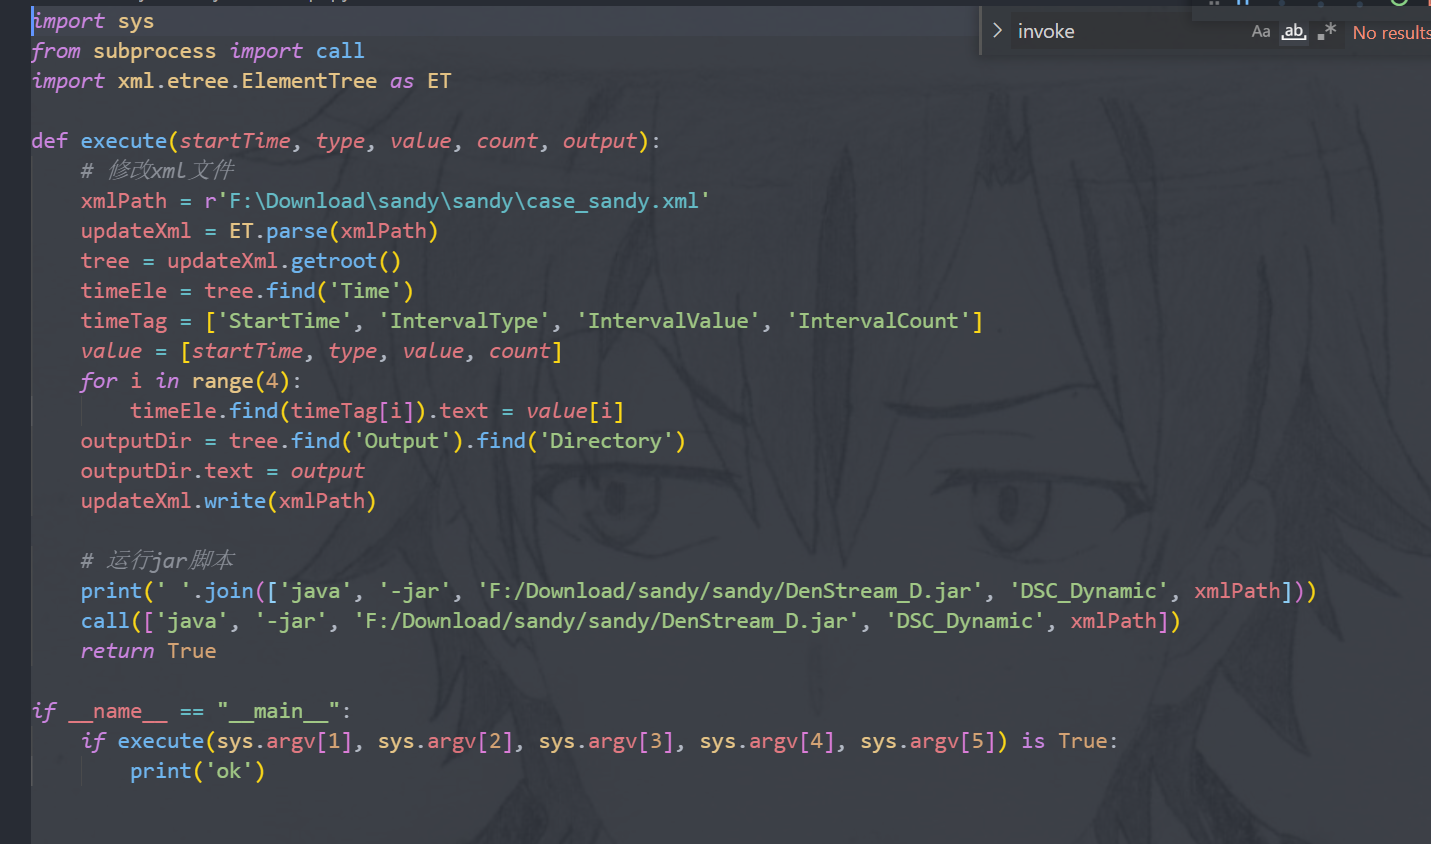 import sys
from subprocess import call
import xml.etree.ElementTree as ET
def execute(startTime, type, value, count, output):
    # 修改xml文件
    xmlPath = r'F:\Download\sandy\sandy\case_sandy.xml'
    updateXml = ET.parse(xmlPath)
    tree = updateXml.getroot()
    timeEle = tree.find('Time')
    timeTag = ['StartTime', 'IntervalType', 'IntervalValue', 'IntervalCount']
    value = [startTime, type, value, count]
    for i in range(4):
        timeEle.find(timeTag[i]).text = value[i]
    outputDir = tree.find('Output').find('Directory')
    outputDir.text = output
    updateXml.write(xmlPath)
    # 运行jar脚本
    print(' '.join(['java', '-jar', 'F:/Download/sandy/sandy/DenStream_D.jar', 'DSC_Dynamic', xmlPath]))
    call(['java', '-jar', 'F:/Download/sandy/sandy/DenStream_D.jar', 'DSC_Dynamic', xmlPath])
    return True
if __name__ == "__main__":
    if execute(sys.argv[1], sys.argv[2], sys.argv[3], sys.argv[4], sys.argv[5]) is True:
        print('ok')
> invoke Aa ab .* No results